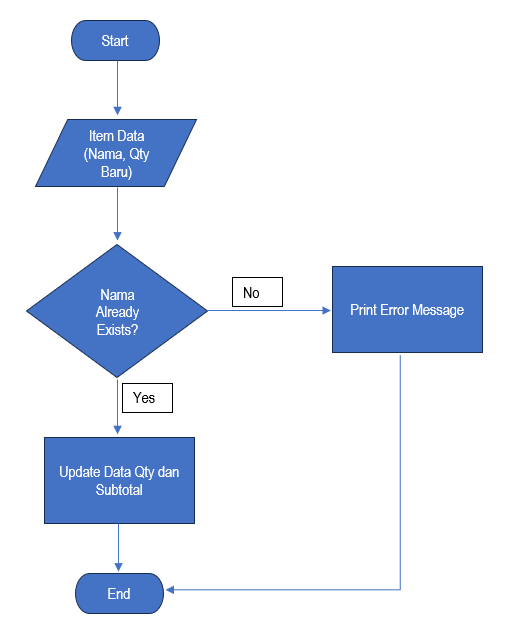 Start
Item Data
(Nama, Qty
Baru)
Nama
Already
Exists?
No
Print Error Message
Yes
Update Data Qty dan
Subtotal
End